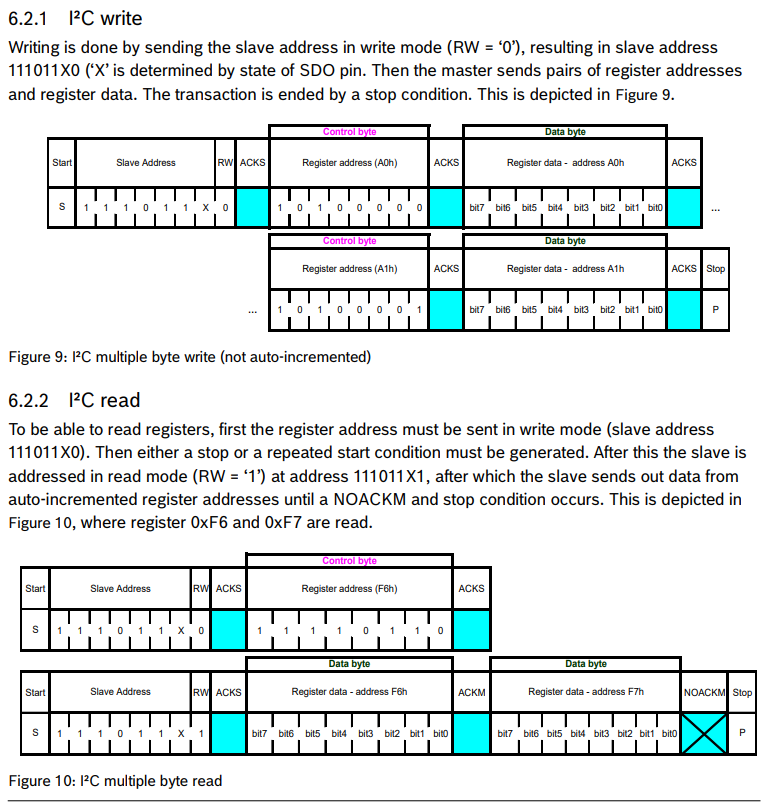 6.2.1 I²C write
Writing is done by sending the slave address in write mode (RW = ‘0’), resulting in slave address
111011X0 (‘X’ is determined by state of SDO pin. Then the master sends pairs of register addresses
and register data. The transaction is ended by a stop condition. This is depicted in Figure 9.
Control byte Data byte
Start Slave Address RW ACKS Register address (A0h) ACKS Register data - address A0h ACKS
S 1 1 1 0 1 1 X 0 1 0 1 0 0 0 0 0 bit7 bit6 bit5 bit4 bit3 bit2 bit1 bit0 ...
Control byte Data byte
Register address (A1h) ACKS Register data - address A1h ACKS Stop
... 1 0 1 0 0 0 0 1 bit7 bit6 bit5 bit4 bit3 bit2 bit1 bit0 P
Figure 9: I²C multiple byte write (not auto-incremented)
6.2.2 I²C read
To be able to read registers, first the register address must be sent in write mode (slave address
111011X0). Then either a stop or a repeated start condition must be generated. After this the slave is
addressed in read mode (RW = ‘1’) at address 111011X1, after which the slave sends out data from
auto-incremented register addresses until a NOACKM and stop condition occurs. This is depicted in
Figure 10, where register 0xF6 and 0xF7 are read.
Control byte
Start Slave Address RW ACKS Register address (F6h) ACKS
S 1 1 1 0 1 1 X 0 1 1 1 1 0 1 1 0
Data byte Data byte
Start Slave Address RW ACKS Register data - address F6h ACKM Register data - address F7h NOACKM Stop
S 1 1 1 0 1 1 X 1 bit7 bit6 bit5 bit4 bit3 bit2 bit1 bit0 bit7 bit6 bit5 bit4 bit3 bit2 bit1 bit0 P
Figure 10: I²C multiple byte read